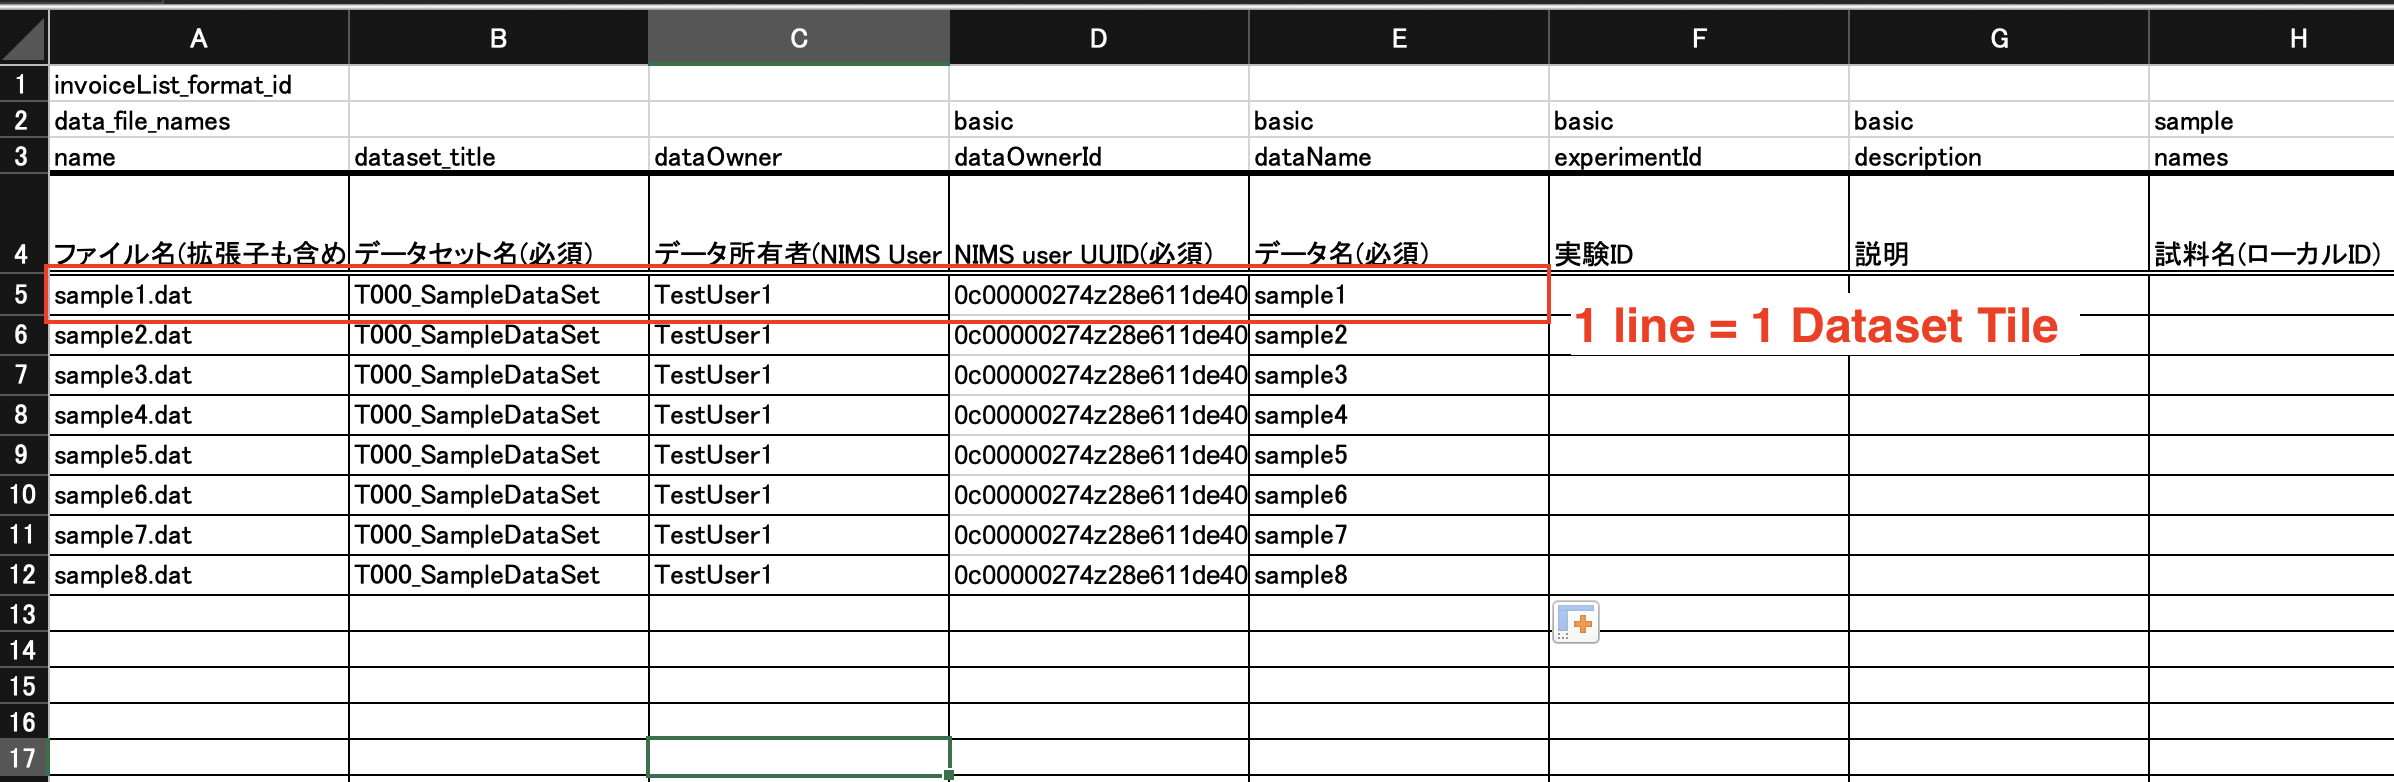 A B C D E F G H
1 invoiceList_format_id
2 data_file_names basic basic basic basic sample
3 name dataset_title dataOwner dataOwnerId dataName experimentId description names
4 ファイル名(拡張子も含め データセット名(必須) データ所有者(NIMS User NIMS user UUID(必須) データ名(必須) 実験ID 説明 試料名(ローカルID)
5 sample1.dat T000_SampleDataSet TestUser1 0c00000274z28e611de40 sample1
1 line = 1 Dataset Tile
6 sample2.dat T000_SampleDataSet TestUser1 0c00000274z28e611de40 sample2
7 sample3.dat T000_SampleDataSet TestUser1 0c00000274z28e611de40 sample3
8 sample4.dat T000_SampleDataSet TestUser1 0c00000274z28e611de40 sample4
9 sample5.dat T000_SampleDataSet TestUser1 0c00000274z28e611de40 sample5
10 sample6.dat T000_SampleDataSet TestUser1 0c00000274z28e611de40 sample6
11 sample7.dat T000_SampleDataSet TestUser1 0c00000274z28e611de40 sample7
12 sample8.dat T000_SampleDataSet TestUser1 0c00000274z28e611de40 sample8
13
14
15
16
17